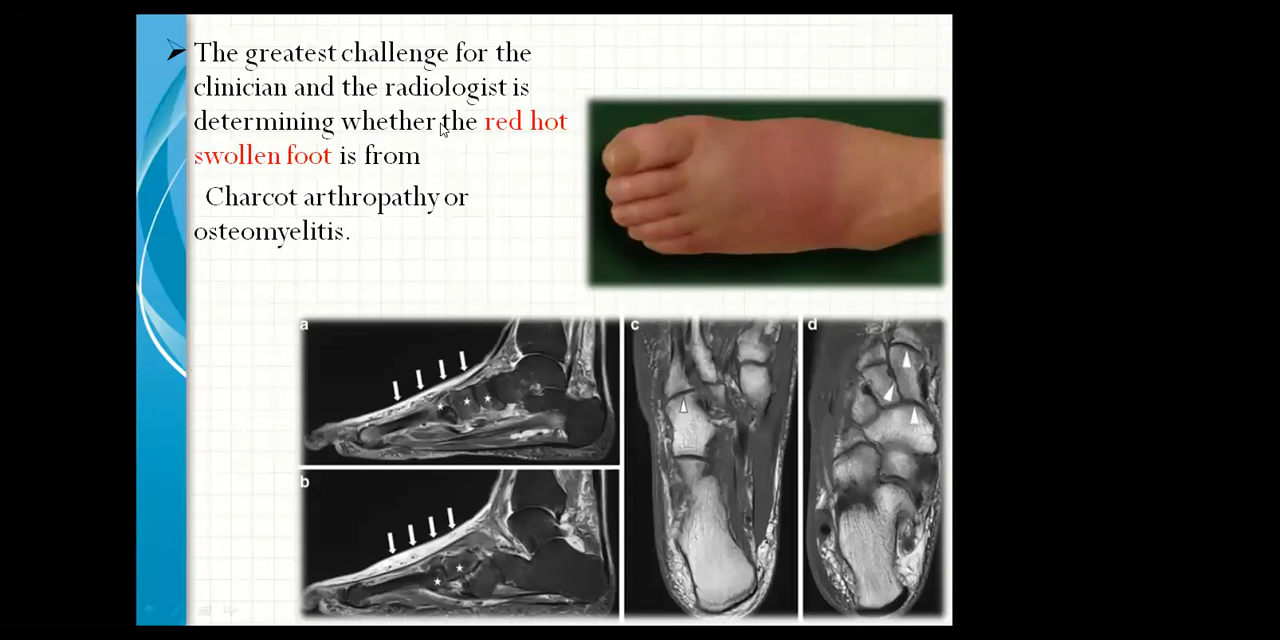 The greatest challenge for the
clinician and the radiologist is
determining whether the red hot
swollen foot is from
Charcot arthropathy or
osteomyelitis.
a
b
c
d